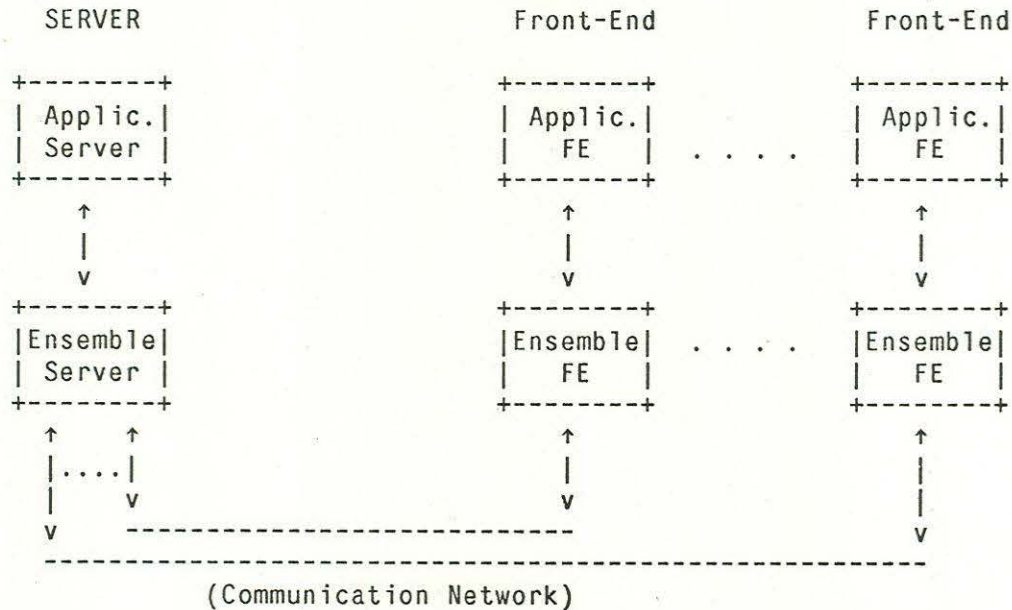 SERVER Front-End Front-End
+--------+ +--------+ +--------+
| Applic.| | Applic.| | Applic.|
| Server | | FE | . . . . | FE |
+--------+ +--------+ +--------+
↑ ↑ ↑
| | |
v v v
+--------+ +--------+ +--------+
|Ensemble| |Ensemble| . . . . |Ensemble|
| Server | | FE | | FE |
+--------+ +--------+ +--------+
↑ ↑ ↑ ↑
|....| | |
| v v |
v ---------------------------- v
-------------------------------------------------------
(Communication Network)